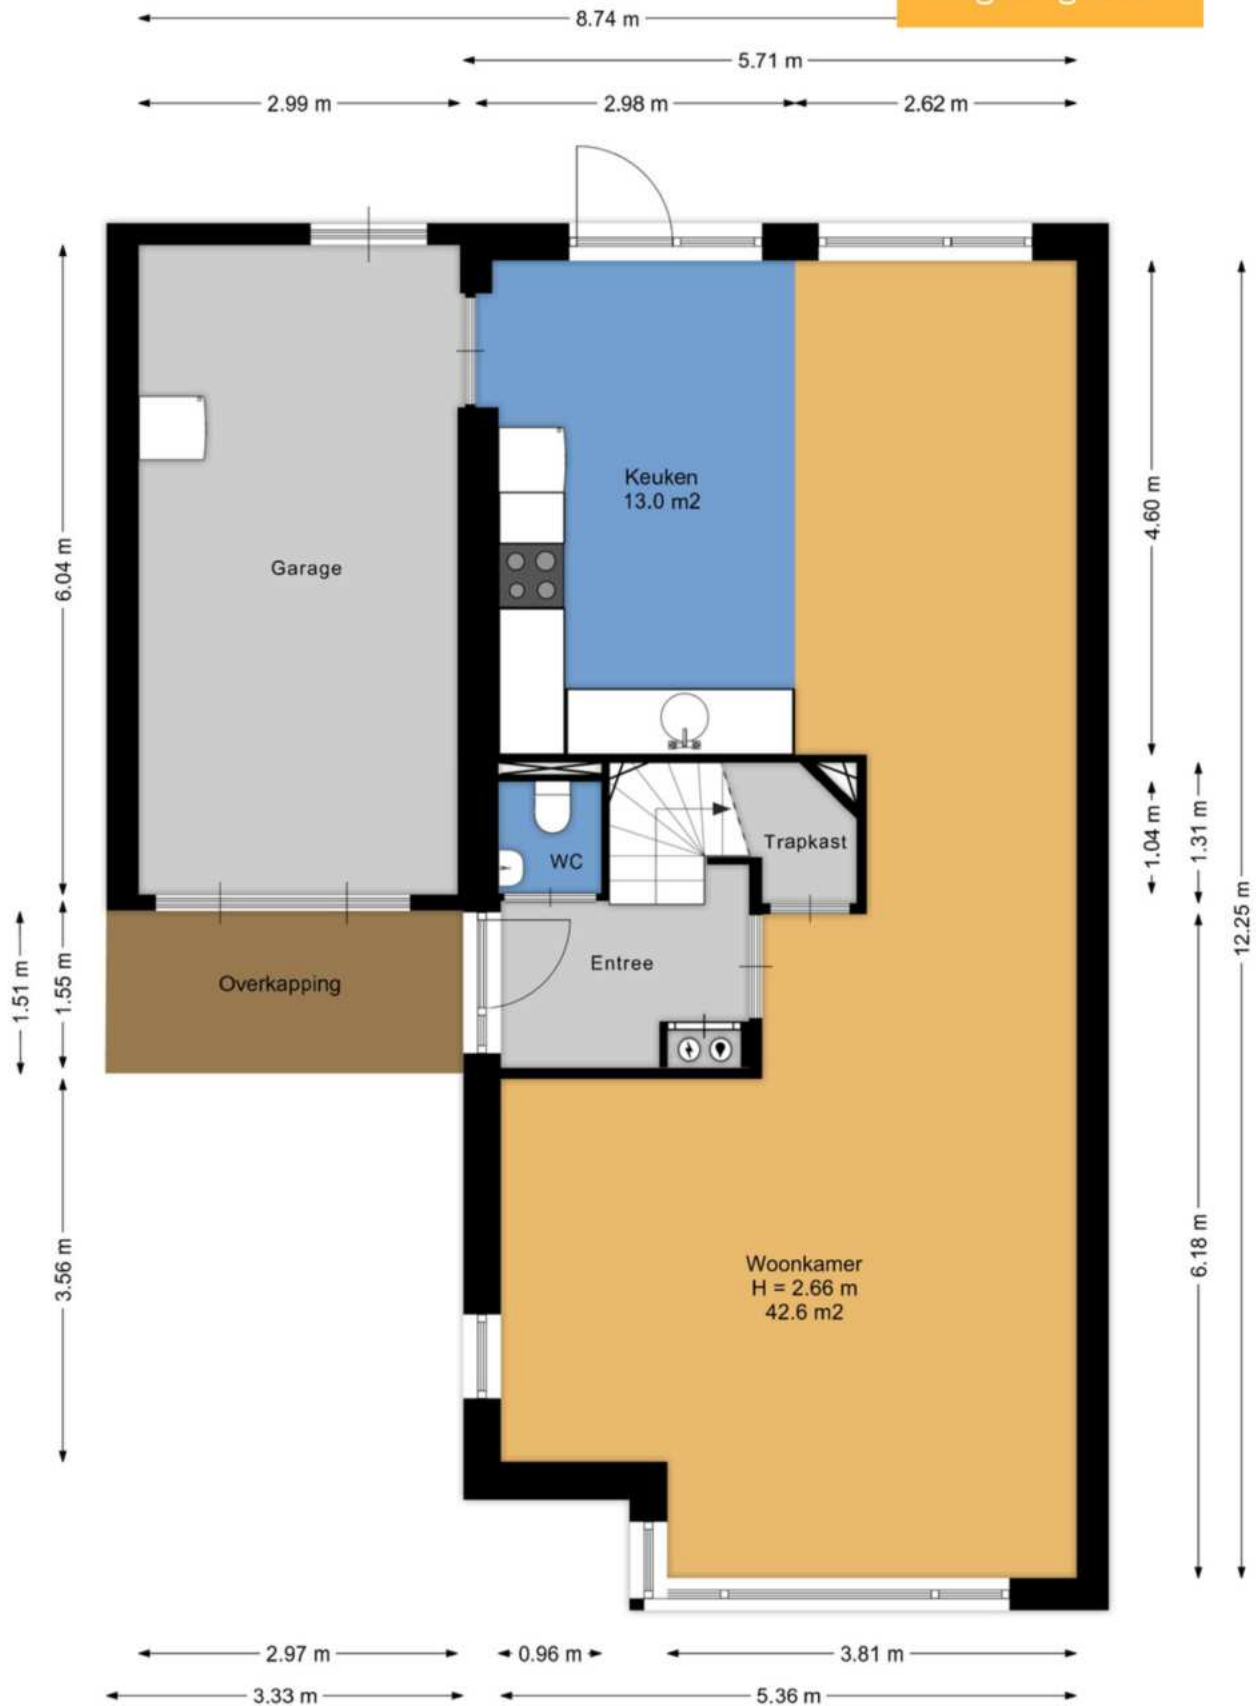 8.74 m
5.71 m
2.99 m
2.98 m
2.62 m
Keuken
13.0 m2
4.60 m
6.04 m
Garage
WC
Trapkast
1.04 m
1.31 m
12.25 m
Entree
Overkapping
1.51 m
1.55 m
3.56 m
6.18 m
Woonkamer
H = 2.66 m
42.6 m2
2.97 m
0.96 m
3.81 m
3.33 m
5.36 m